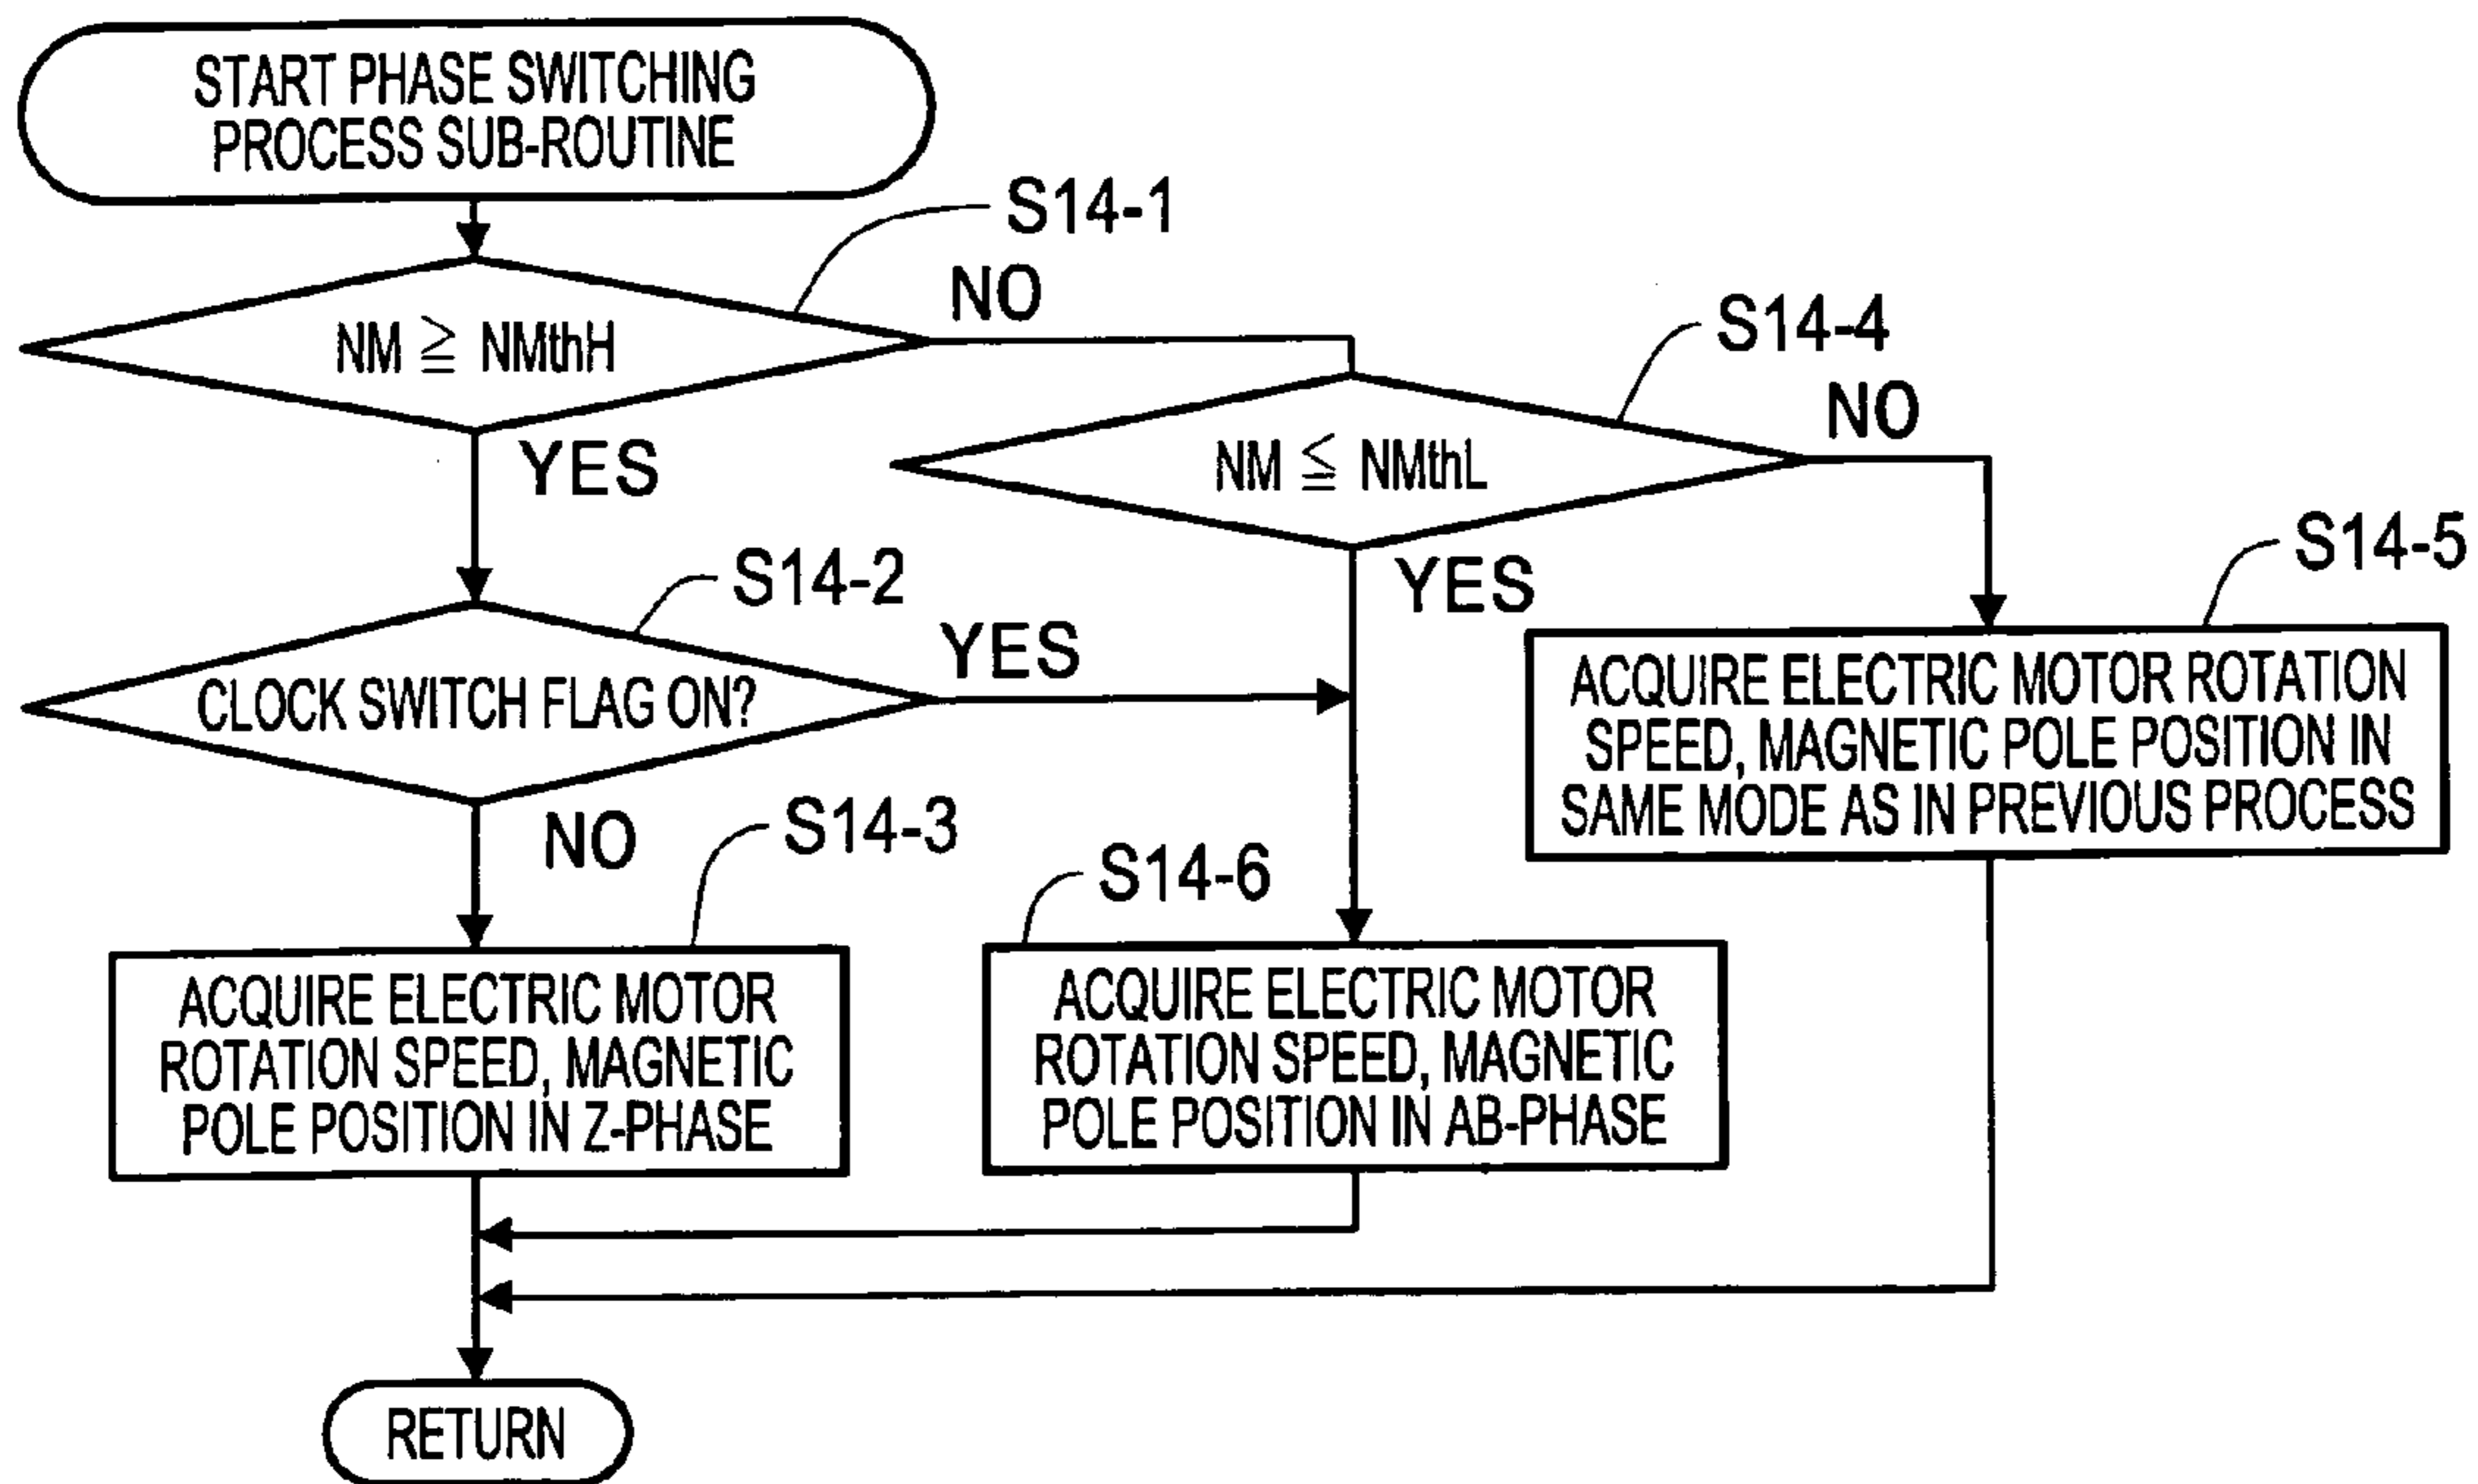 START PHASE SWITCHING
PROCESS SUB-ROUTINE
S14-1
NM ≧ NMthH
NO
YES
S14-4
NM ≦ NMthL
NO
YES
S14-2
CLOCK SWITCH FLAG ON?
YES
NO
S14-5
ACQUIRE ELECTRIC MOTOR ROTATION
SPEED, MAGNETIC POLE POSITION IN
SAME MODE AS IN PREVIOUS PROCESS
S14-3
ACQUIRE ELECTRIC MOTOR
ROTATION SPEED, MAGNETIC
POLE POSITION IN Z-PHASE
S14-6
ACQUIRE ELECTRIC MOTOR
ROTATION SPEED, MAGNETIC
POLE POSITION IN AB-PHASE
RETURN